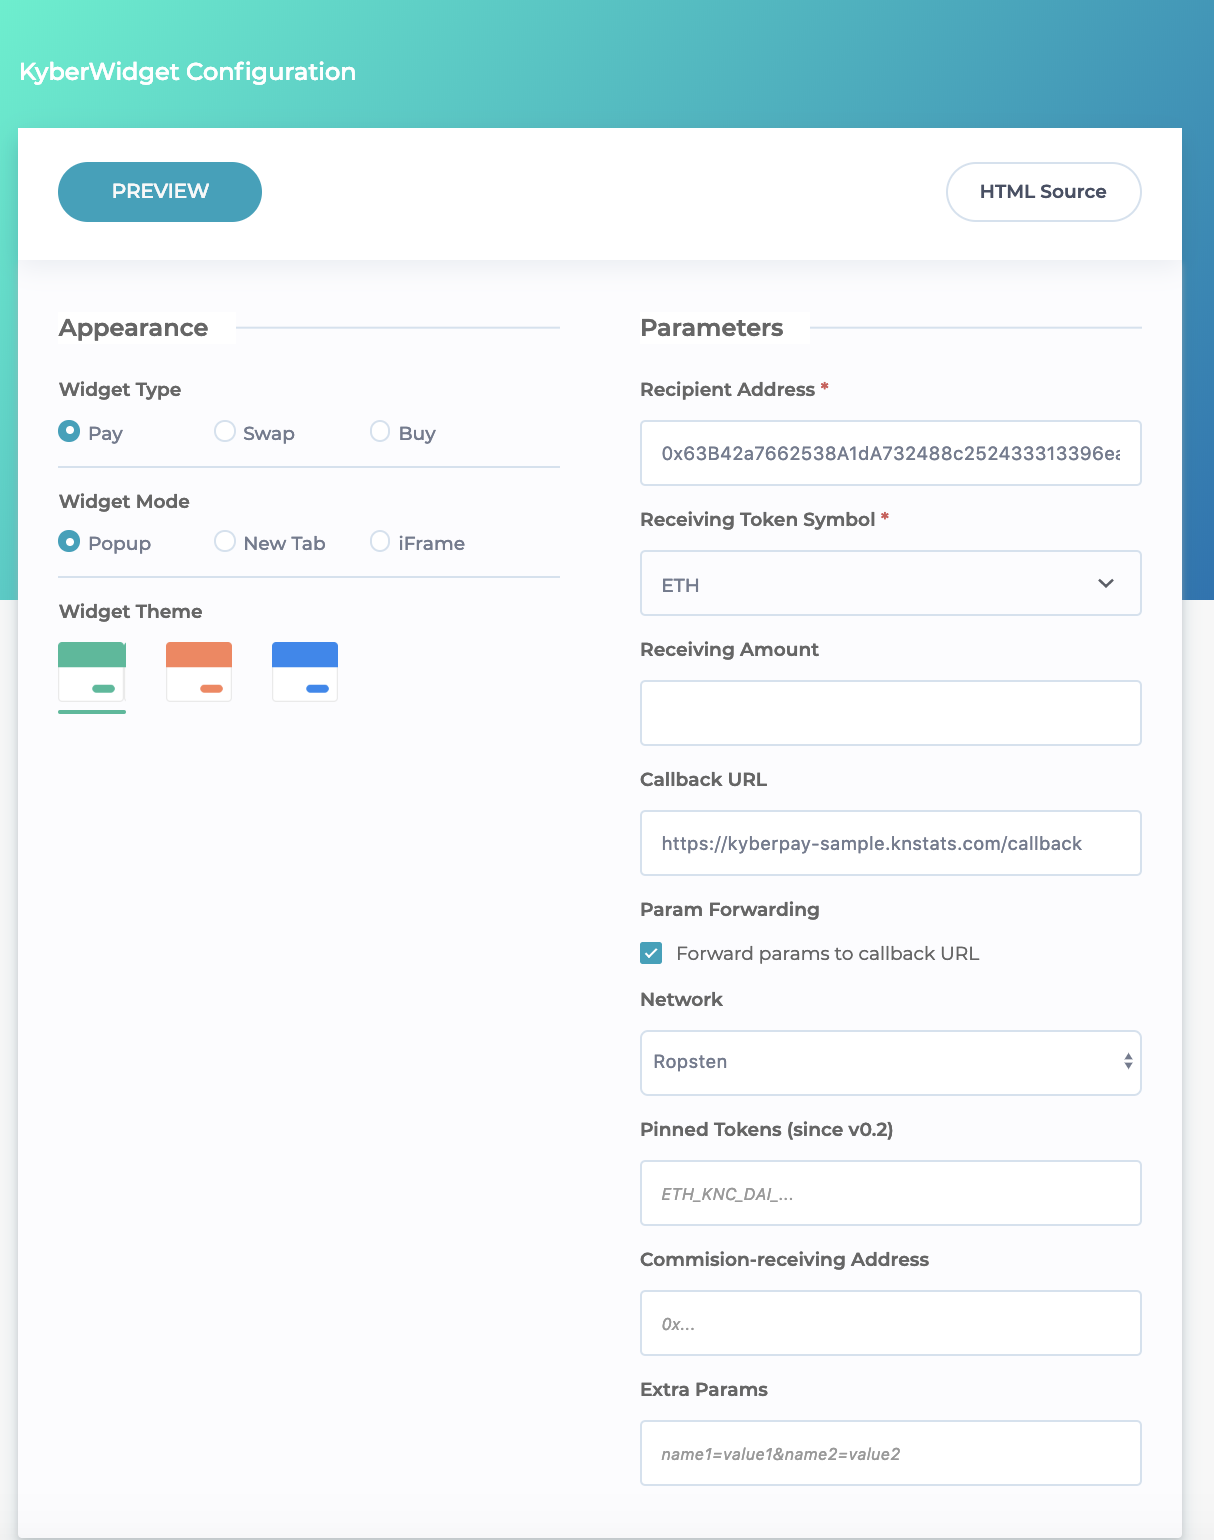 KyberWidget Configuration
PREVIEW
HTML Source
Appearance
Widget Type
Pay
Swap
Buy
Widget Mode
Popup
New Tab
iFrame
Widget Theme
Parameters
Recipient Address *
0x63B42a7662538A1dA732488c252433313396ea
Receiving Token Symbol *
ETH
Receiving Amount
Callback URL
https://kyberpay-sample.knstats.com/callback
Param Forwarding
Forward params to callback URL
Network
Ropsten
Pinned Tokens (since v0.2)
ETH_KNC_DAI_...
Commision-receiving Address
0x...
Extra Params
name1=value1&name2=value2